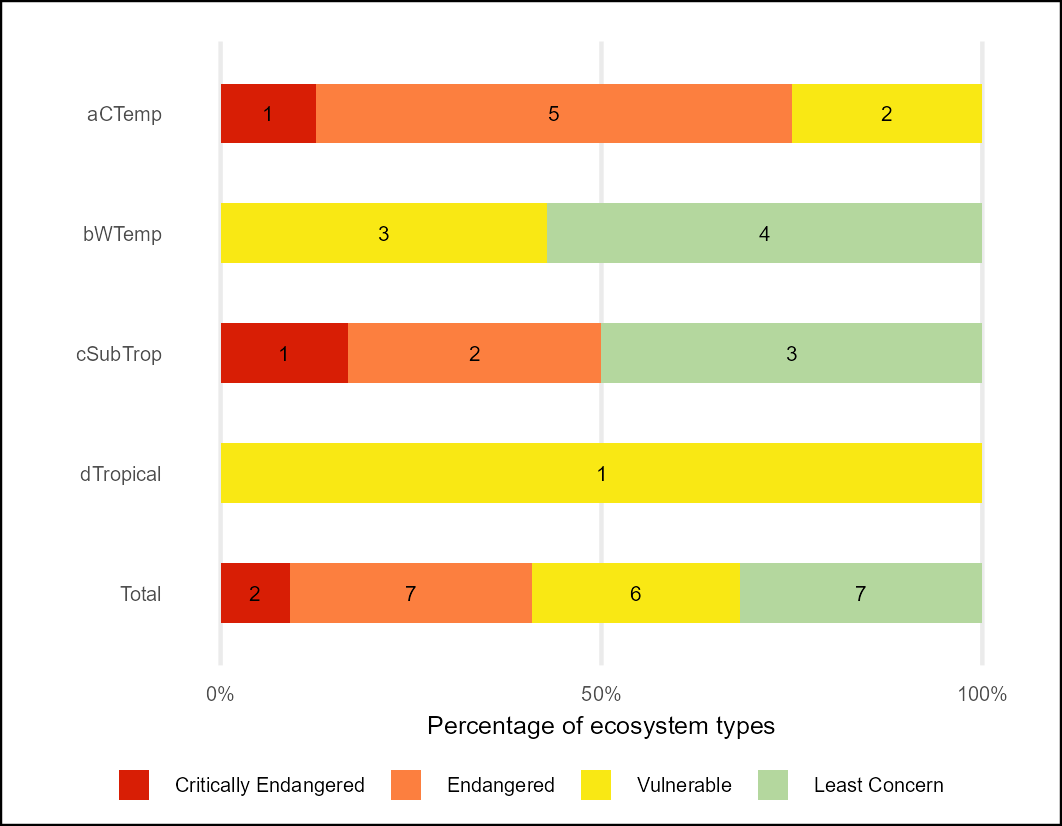 aCTemp 1 5 2
bWTemp 3 4
cSubTrop 1 2 3
dTropical 1
Total 2 7 6 7
0% 50% 100%
Percentage of ecosystem types
Critically Endangered Endangered Vulnerable Least Concern